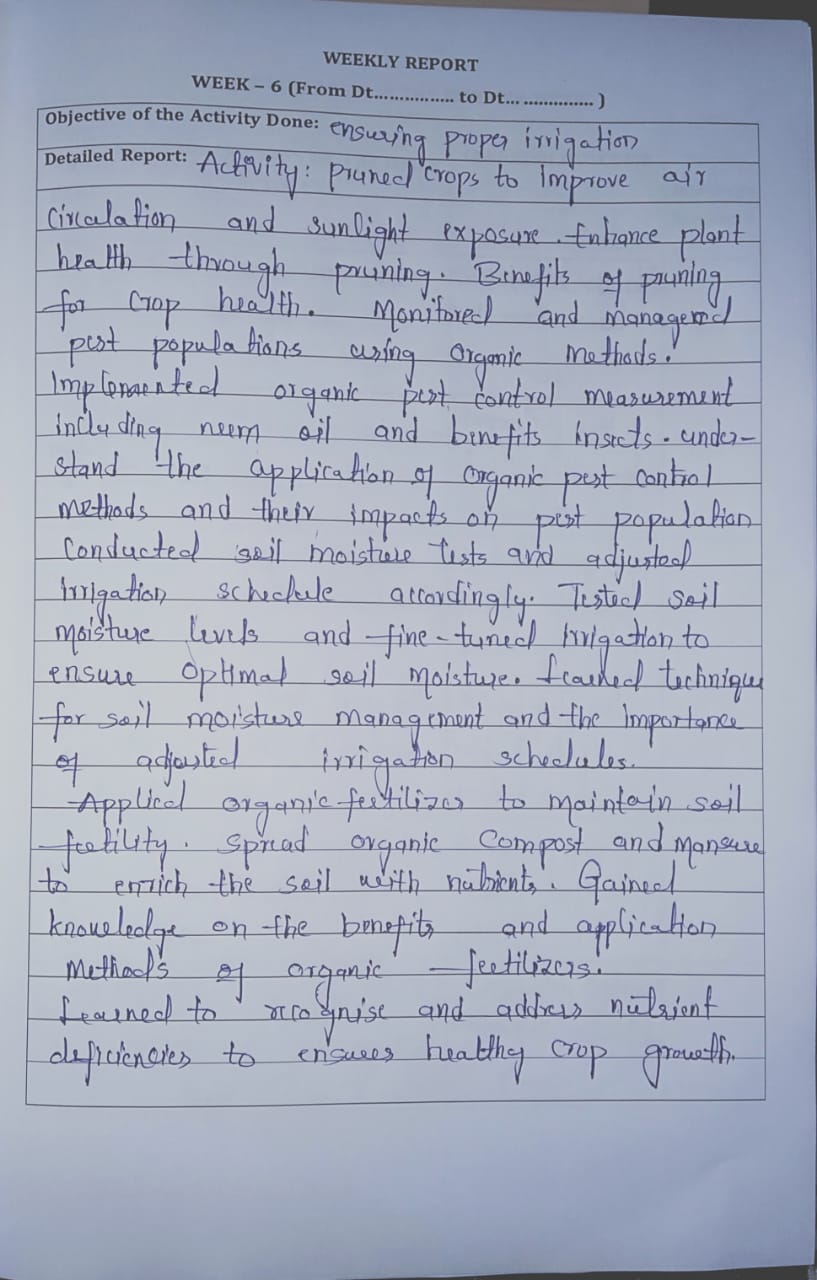 WEEKLY REPORT
WEEK – 6 (From Dt................ to Dt... .............. )
Objective of the Activity Done: ensuring proper irrigation
Detailed Report: Activity: pruned crops to improve air
circulation and sunlight exposure. Enhance plant
health through pruning. Benefits of pruning
for crop health. Monitored and managerd
pest populations using organic methods.
Implemented organic pest control measurement
including neem oil and benefits insects. under-
stand the application of organic pest control
methods and their impacts on pest population
Conducted soil moisture tests and adjusted
irrigation schedule accordingly. Tested soil
moisture levels and fine-tuned irrigation to
ensure optimal soil moisture. Learned technique
for soil moisture management and the importance
of adjusted irrigation schedules.
Applied organic fertilizer to maintain soil
fertility. Spread organic compost and mansure
to enrich the soil with nutrients. Gained
knowledge on the benefits and application
methods of organic fertilizers.
Learned to recognise and address nutrient
deficiencies to ensures healthy crop growth.